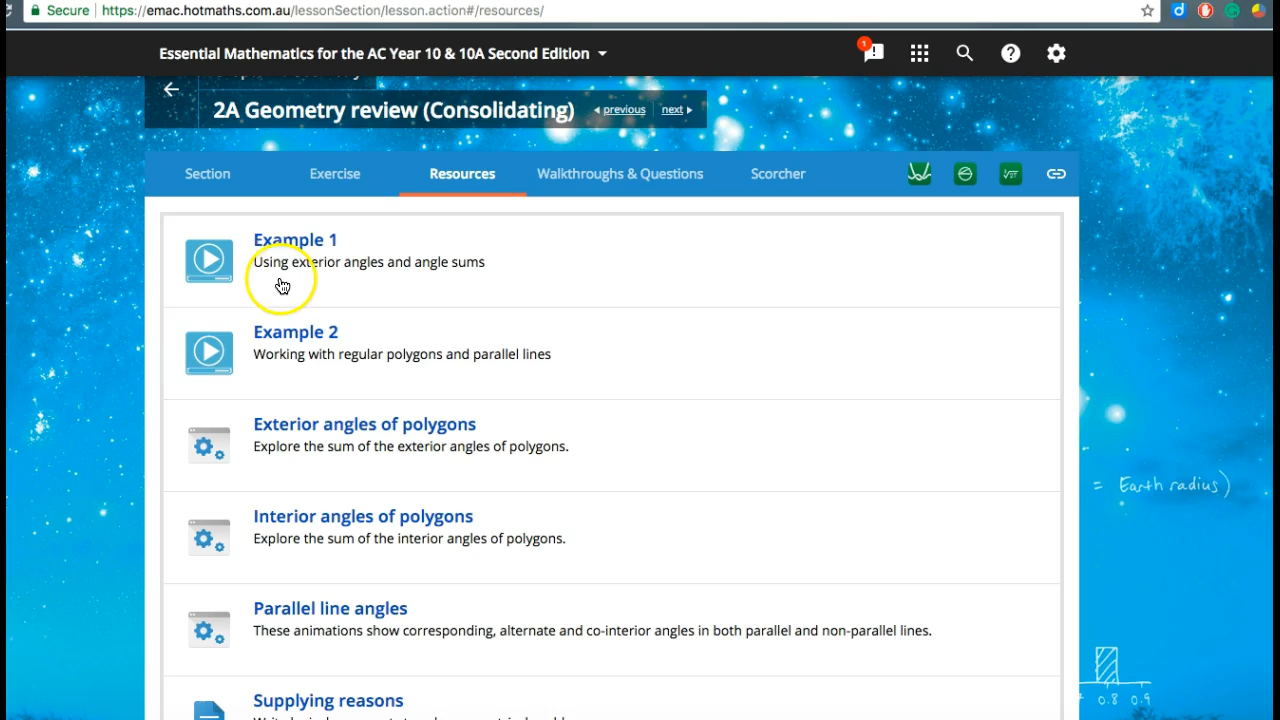 Secure https://emac.hotmaths.com.au/lessonSection/lesson.action#/resources/
Essential Mathematics for the AC Year 10 & 10A Second Edition
1
2A Geometry review (Consolidating)
previous next
Section Exercise Resources Walkthroughs & Questions Scorcher
Example 1
Using exterior angles and angle sums
Example 2
Working with regular polygons and parallel lines
Exterior angles of polygons
Explore the sum of the exterior angles of polygons.
= Earth radius)
Interior angles of polygons
Explore the sum of the interior angles of polygons.
Parallel line angles
These animations show corresponding, alternate and co-interior angles in both parallel and non-parallel lines.
Supplying reasons
0.8 0.9